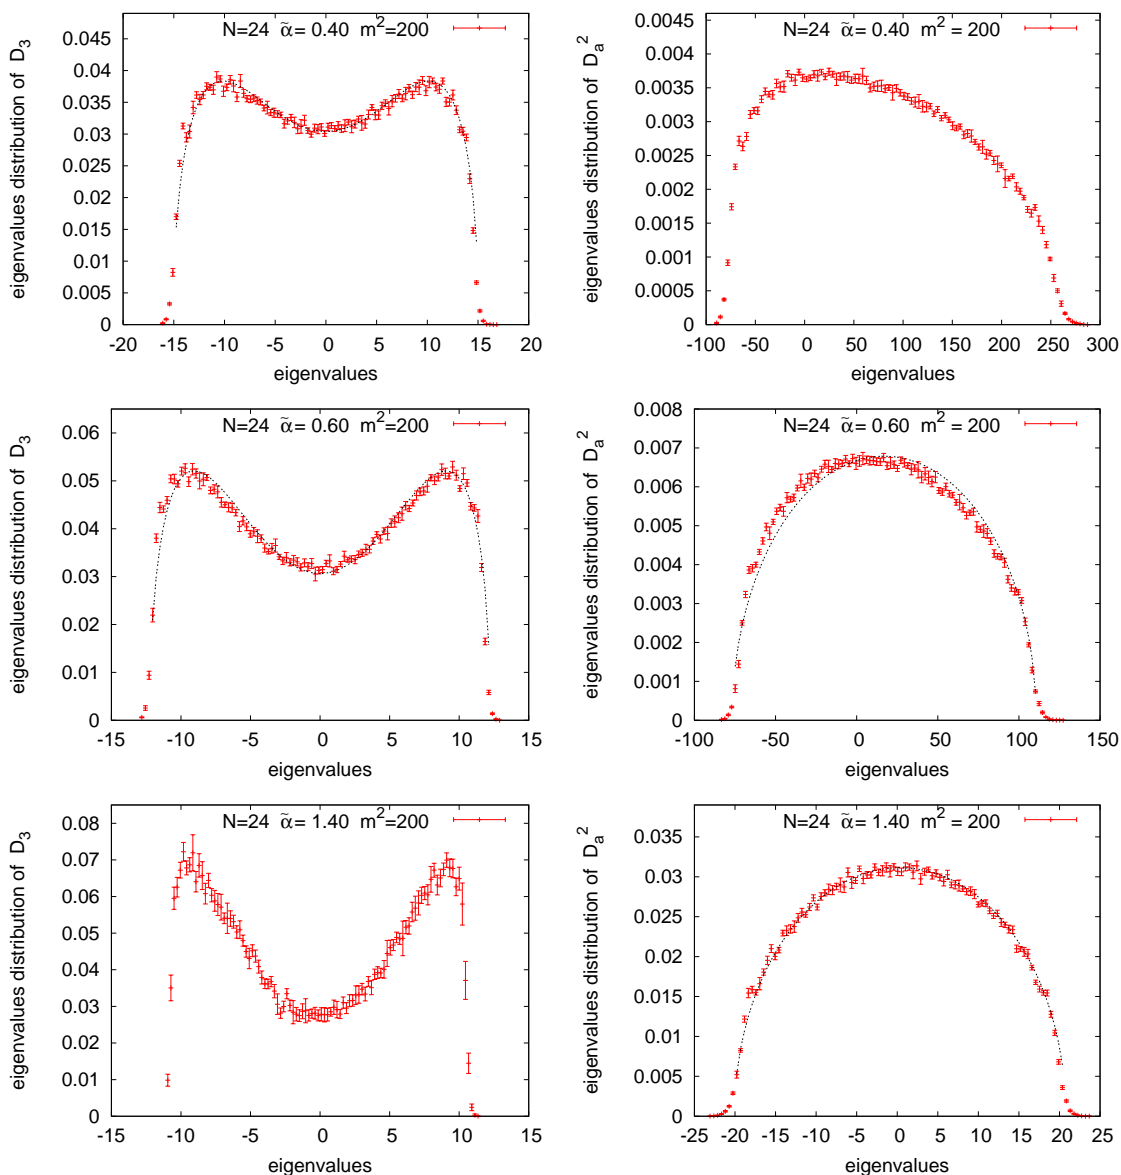 eigenvalues distribution of D3
N=24 α̃ = 0.40 m2=200
0.045
0.04
0.035
0.03
0.025
0.02
0.015
0.01
0.005
0
-20 -15 -10 -5 0 5 10 15 20
eigenvalues
eigenvalues distribution of Da2
N=24 α̃ = 0.40 m2 = 200
0.0045
0.004
0.0035
0.003
0.0025
0.002
0.0015
0.001
0.0005
0
-100 -50 0 50 100 150 200 250 300
eigenvalues
eigenvalues distribution of D3
N=24 α̃ = 0.60 m2=200
0.06
0.05
0.04
0.03
0.02
0.01
0
-15 -10 -5 0 5 10 15
eigenvalues
eigenvalues distribution of Da2
N=24 α̃ = 0.60 m2 = 200
0.008
0.007
0.006
0.005
0.004
0.003
0.002
0.001
0
-100 -50 0 50 100 150
eigenvalues
eigenvalues distribution of D3
N=24 α̃ = 1.40 m2=200
0.08
0.07
0.06
0.05
0.04
0.03
0.02
0.01
0
-15 -10 -5 0 5 10 15
eigenvalues
eigenvalues distribution of Da2
N=24 α̃ = 1.40 m2 = 200
0.035
0.03
0.025
0.02
0.015
0.01
0.005
0
-25 -20 -15 -10 -5 0 5 10 15 20 25
eigenvalues